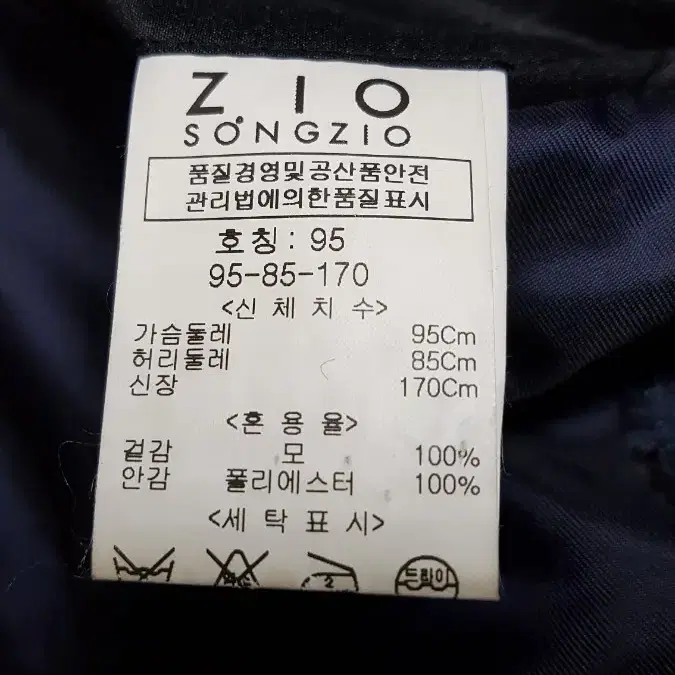 ZIO
SONGZIO
품질경영및공산품안전
관리법에의한품질표시
호칭 : 95
95-85-170
<신 체 치 수>
가슴둘레 95Cm
허리둘레 85Cm
신장 170Cm
<혼 용 율>
겉감 모 100%
안감 폴리에스터 100%
<세 탁 표 시>
2 드라이